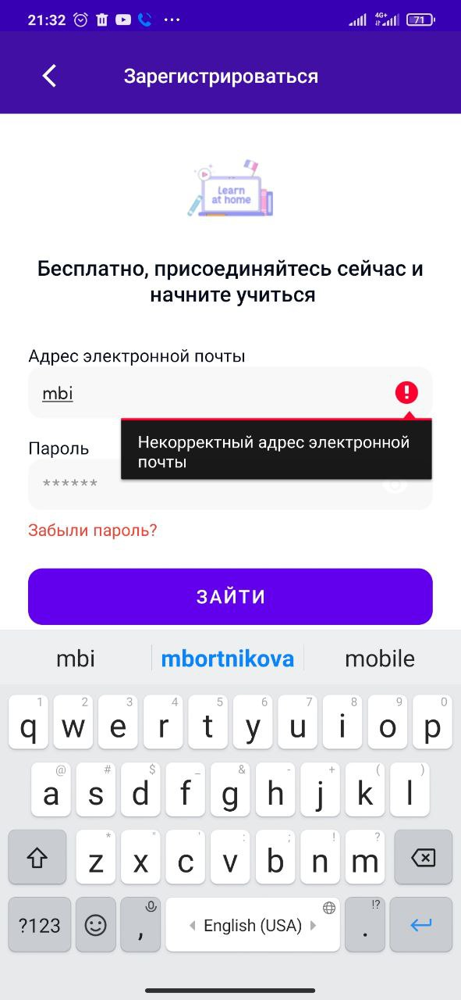 21:32
4G+
71
Зарегистрироваться
Learn
at home
Бесплатно, присоединяйтесь сейчас и
начните учиться
Адрес электронной почты
mbi
Некорректный адрес электронной
почты
Пароль
******
Забыли пароль?
ЗАЙТИ
mbi mbortnikova mobile
1 2 3 4 5 6 7 8 9 0
q w e r t y u i o p
@ # $ _ & - + ( )
a s d f g h j k l
* " ' : ; ! ?
z x c v b n m
!?
?123 , English (USA) .